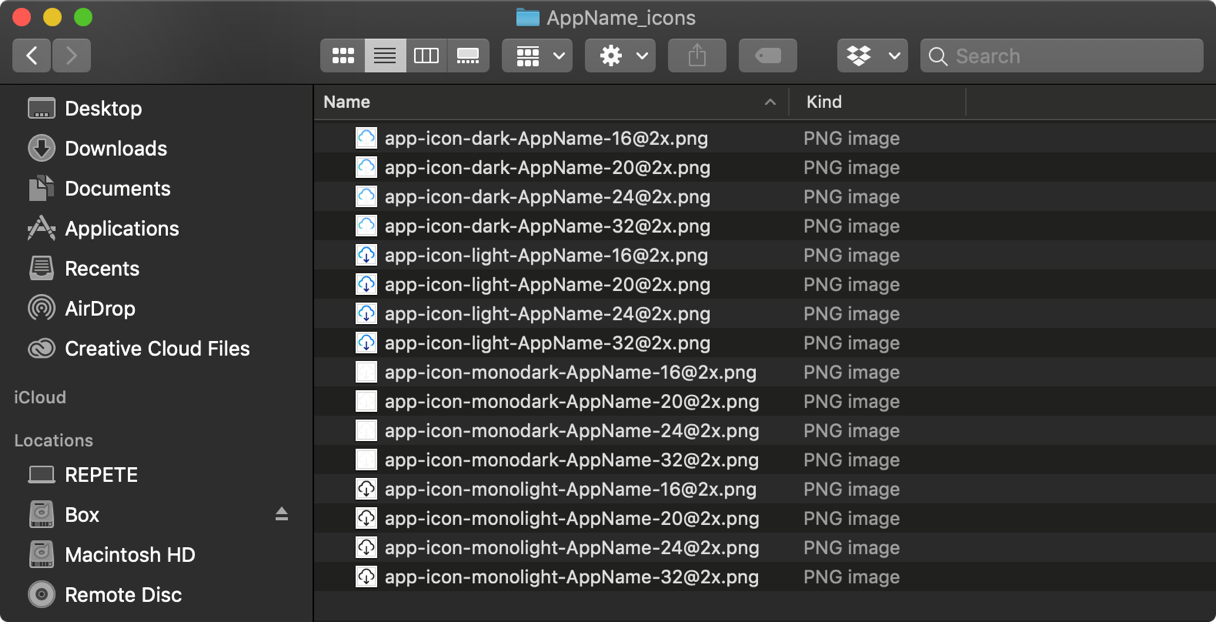 AppName_icons
Search
Desktop
Downloads
Documents
Applications
Recents
AirDrop
Creative Cloud Files
iCloud
Locations
REPETE
Box
Macintosh HD
Remote Disc
Name Kind
app-icon-dark-AppName-16@2x.png PNG image
app-icon-dark-AppName-20@2x.png PNG image
app-icon-dark-AppName-24@2x.png PNG image
app-icon-dark-AppName-32@2x.png PNG image
app-icon-light-AppName-16@2x.png PNG image
app-icon-light-AppName-20@2x.png PNG image
app-icon-light-AppName-24@2x.png PNG image
app-icon-light-AppName-32@2x.png PNG image
app-icon-monodark-AppName-16@2x.png PNG image
app-icon-monodark-AppName-20@2x.png PNG image
app-icon-monodark-AppName-24@2x.png PNG image
app-icon-monodark-AppName-32@2x.png PNG image
app-icon-monolight-AppName-16@2x.png PNG image
app-icon-monolight-AppName-20@2x.png PNG image
app-icon-monolight-AppName-24@2x.png PNG image
app-icon-monolight-AppName-32@2x.png PNG image